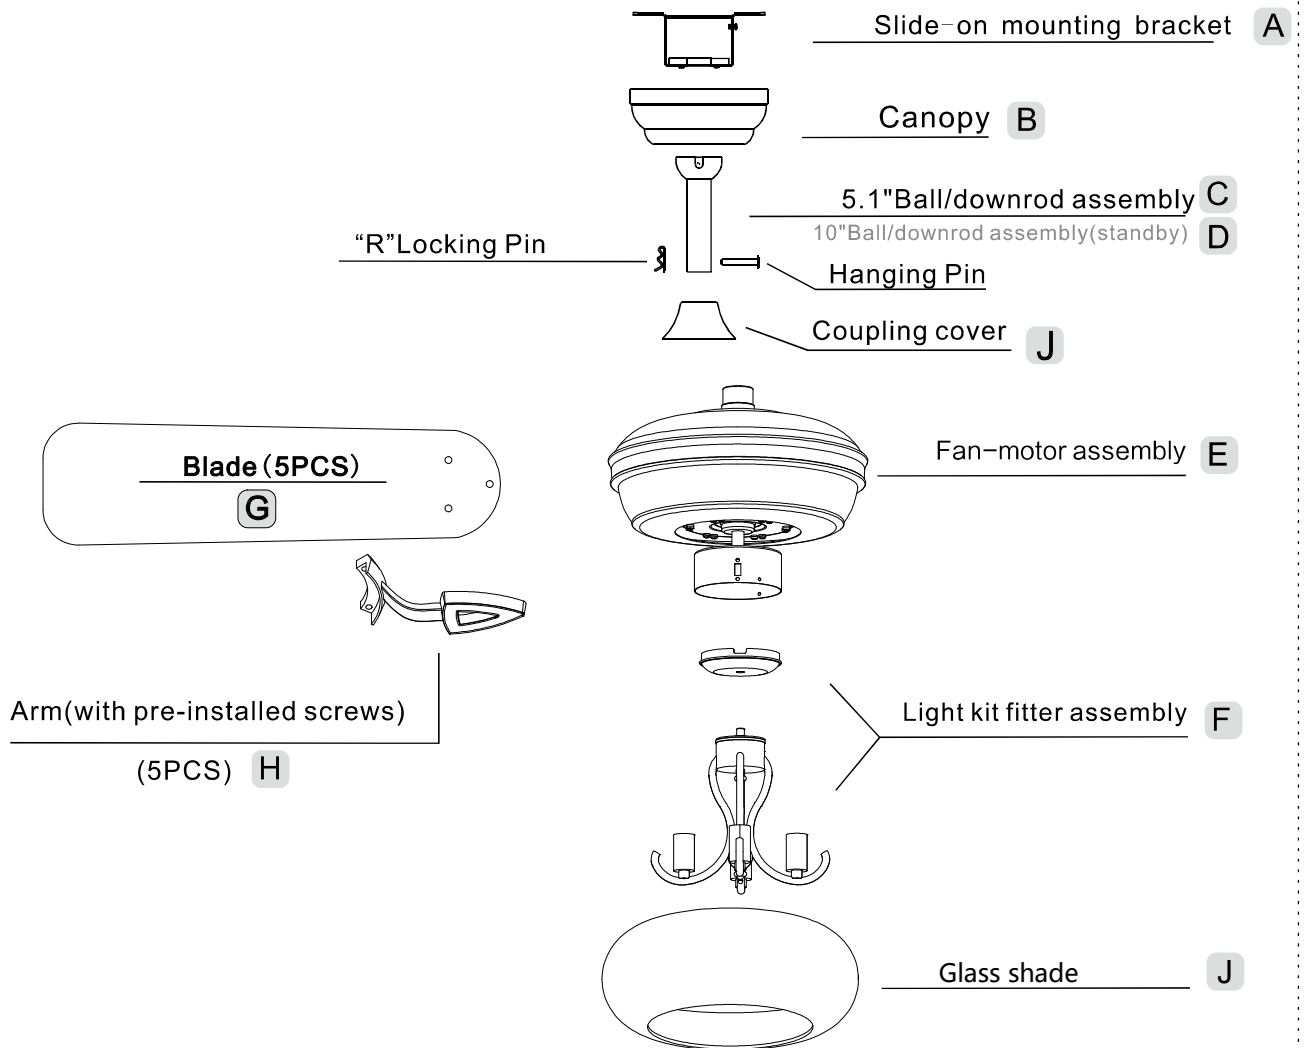 Slide-on mounting bracket A
Canopy B
5.1"Ball/downrod assembly C
10"Ball/downrod assembly(standby) D
“R”Locking Pin
Hanging Pin
Coupling cover J
Fan-motor assembly E
Blade(5PCS)
G
Light kit fitter assembly F
Arm(with pre-installed screws)
(5PCS) H
Glass shade J